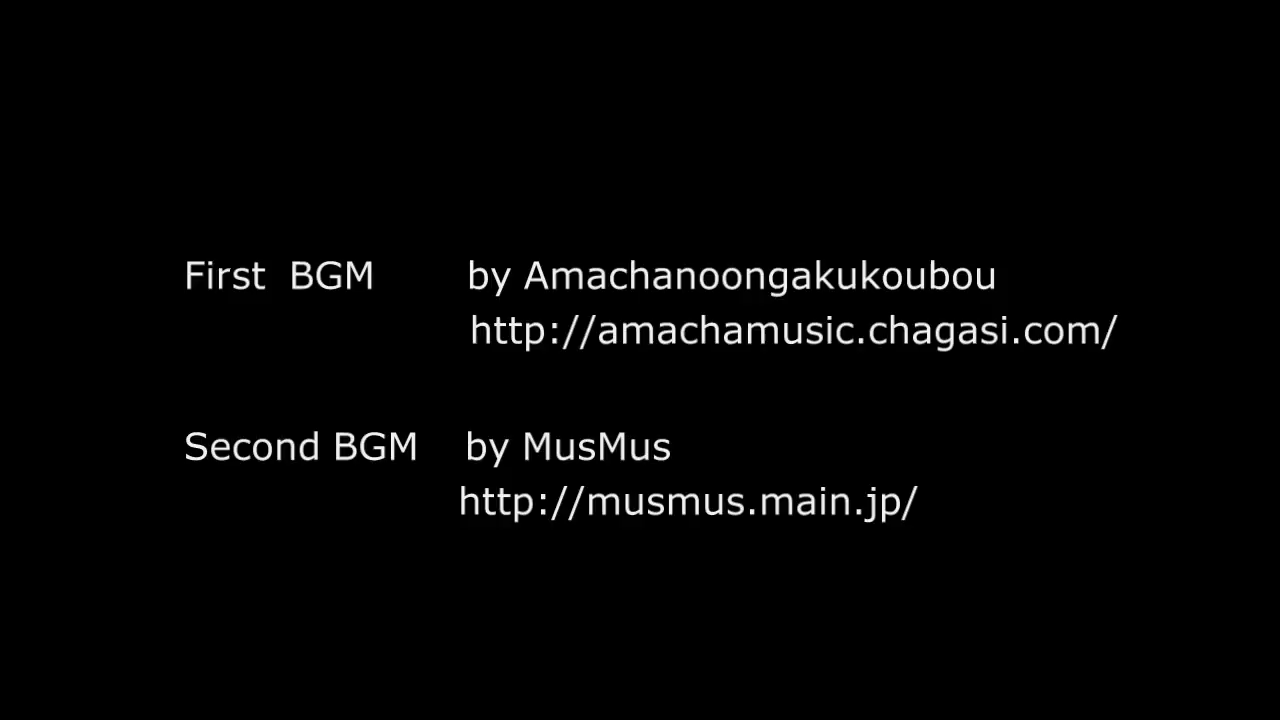 First BGM by Amachanoongakukoubou
http://amachamusic.chagasi.com/
Second BGM by MusMus
http://musmus.main.jp/